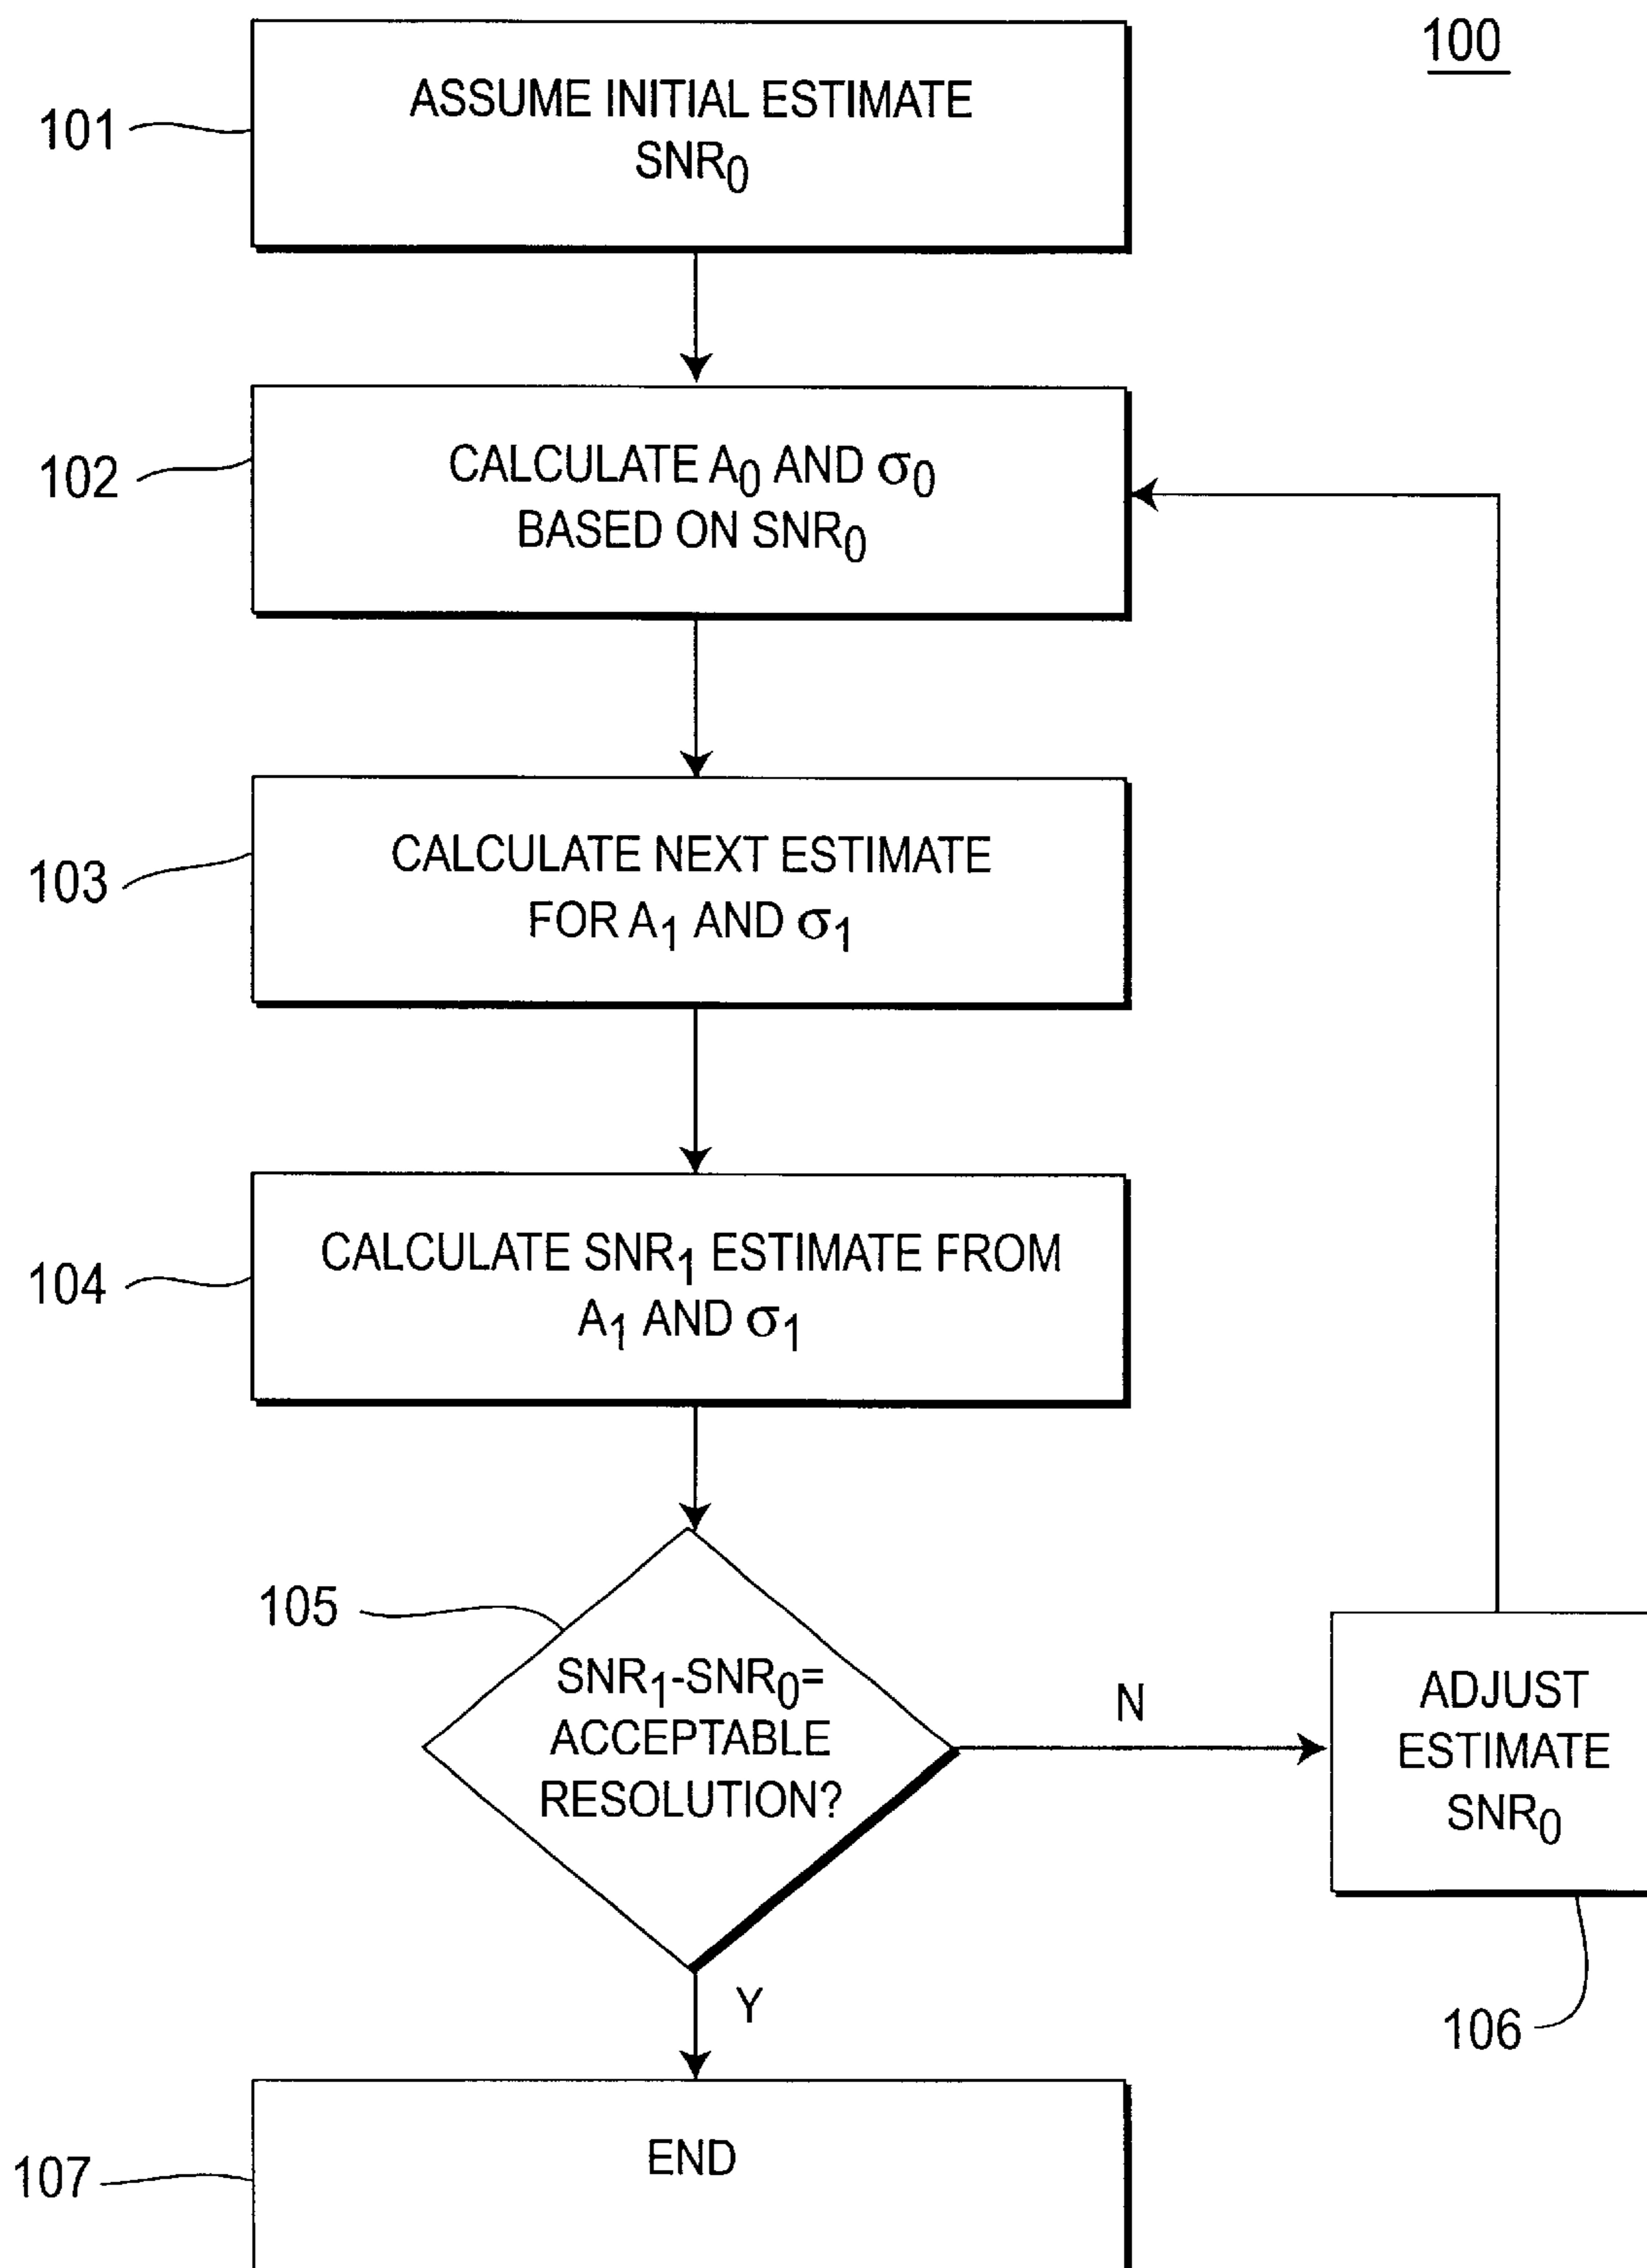 100
101
ASSUME INITIAL ESTIMATE
SNR₀
102
CALCULATE A₀ AND σ₀
BASED ON SNR₀
103
CALCULATE NEXT ESTIMATE
FOR A₁ AND σ₁
104
CALCULATE SNR₁ ESTIMATE FROM
A₁ AND σ₁
105
SNR₁-SNR₀=
ACCEPTABLE
RESOLUTION?
N
ADJUST
ESTIMATE
SNR₀
106
Y
107
END